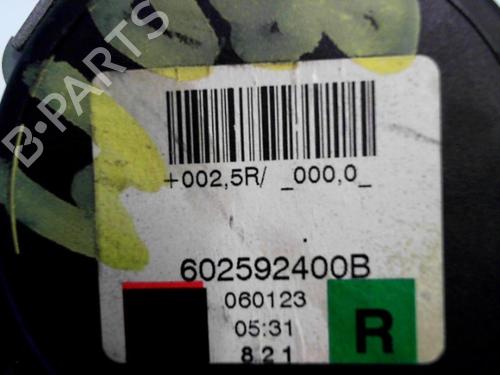 B-PARTS
+002,5R/ _000,0_
602592400B
060123
05:31
821
R